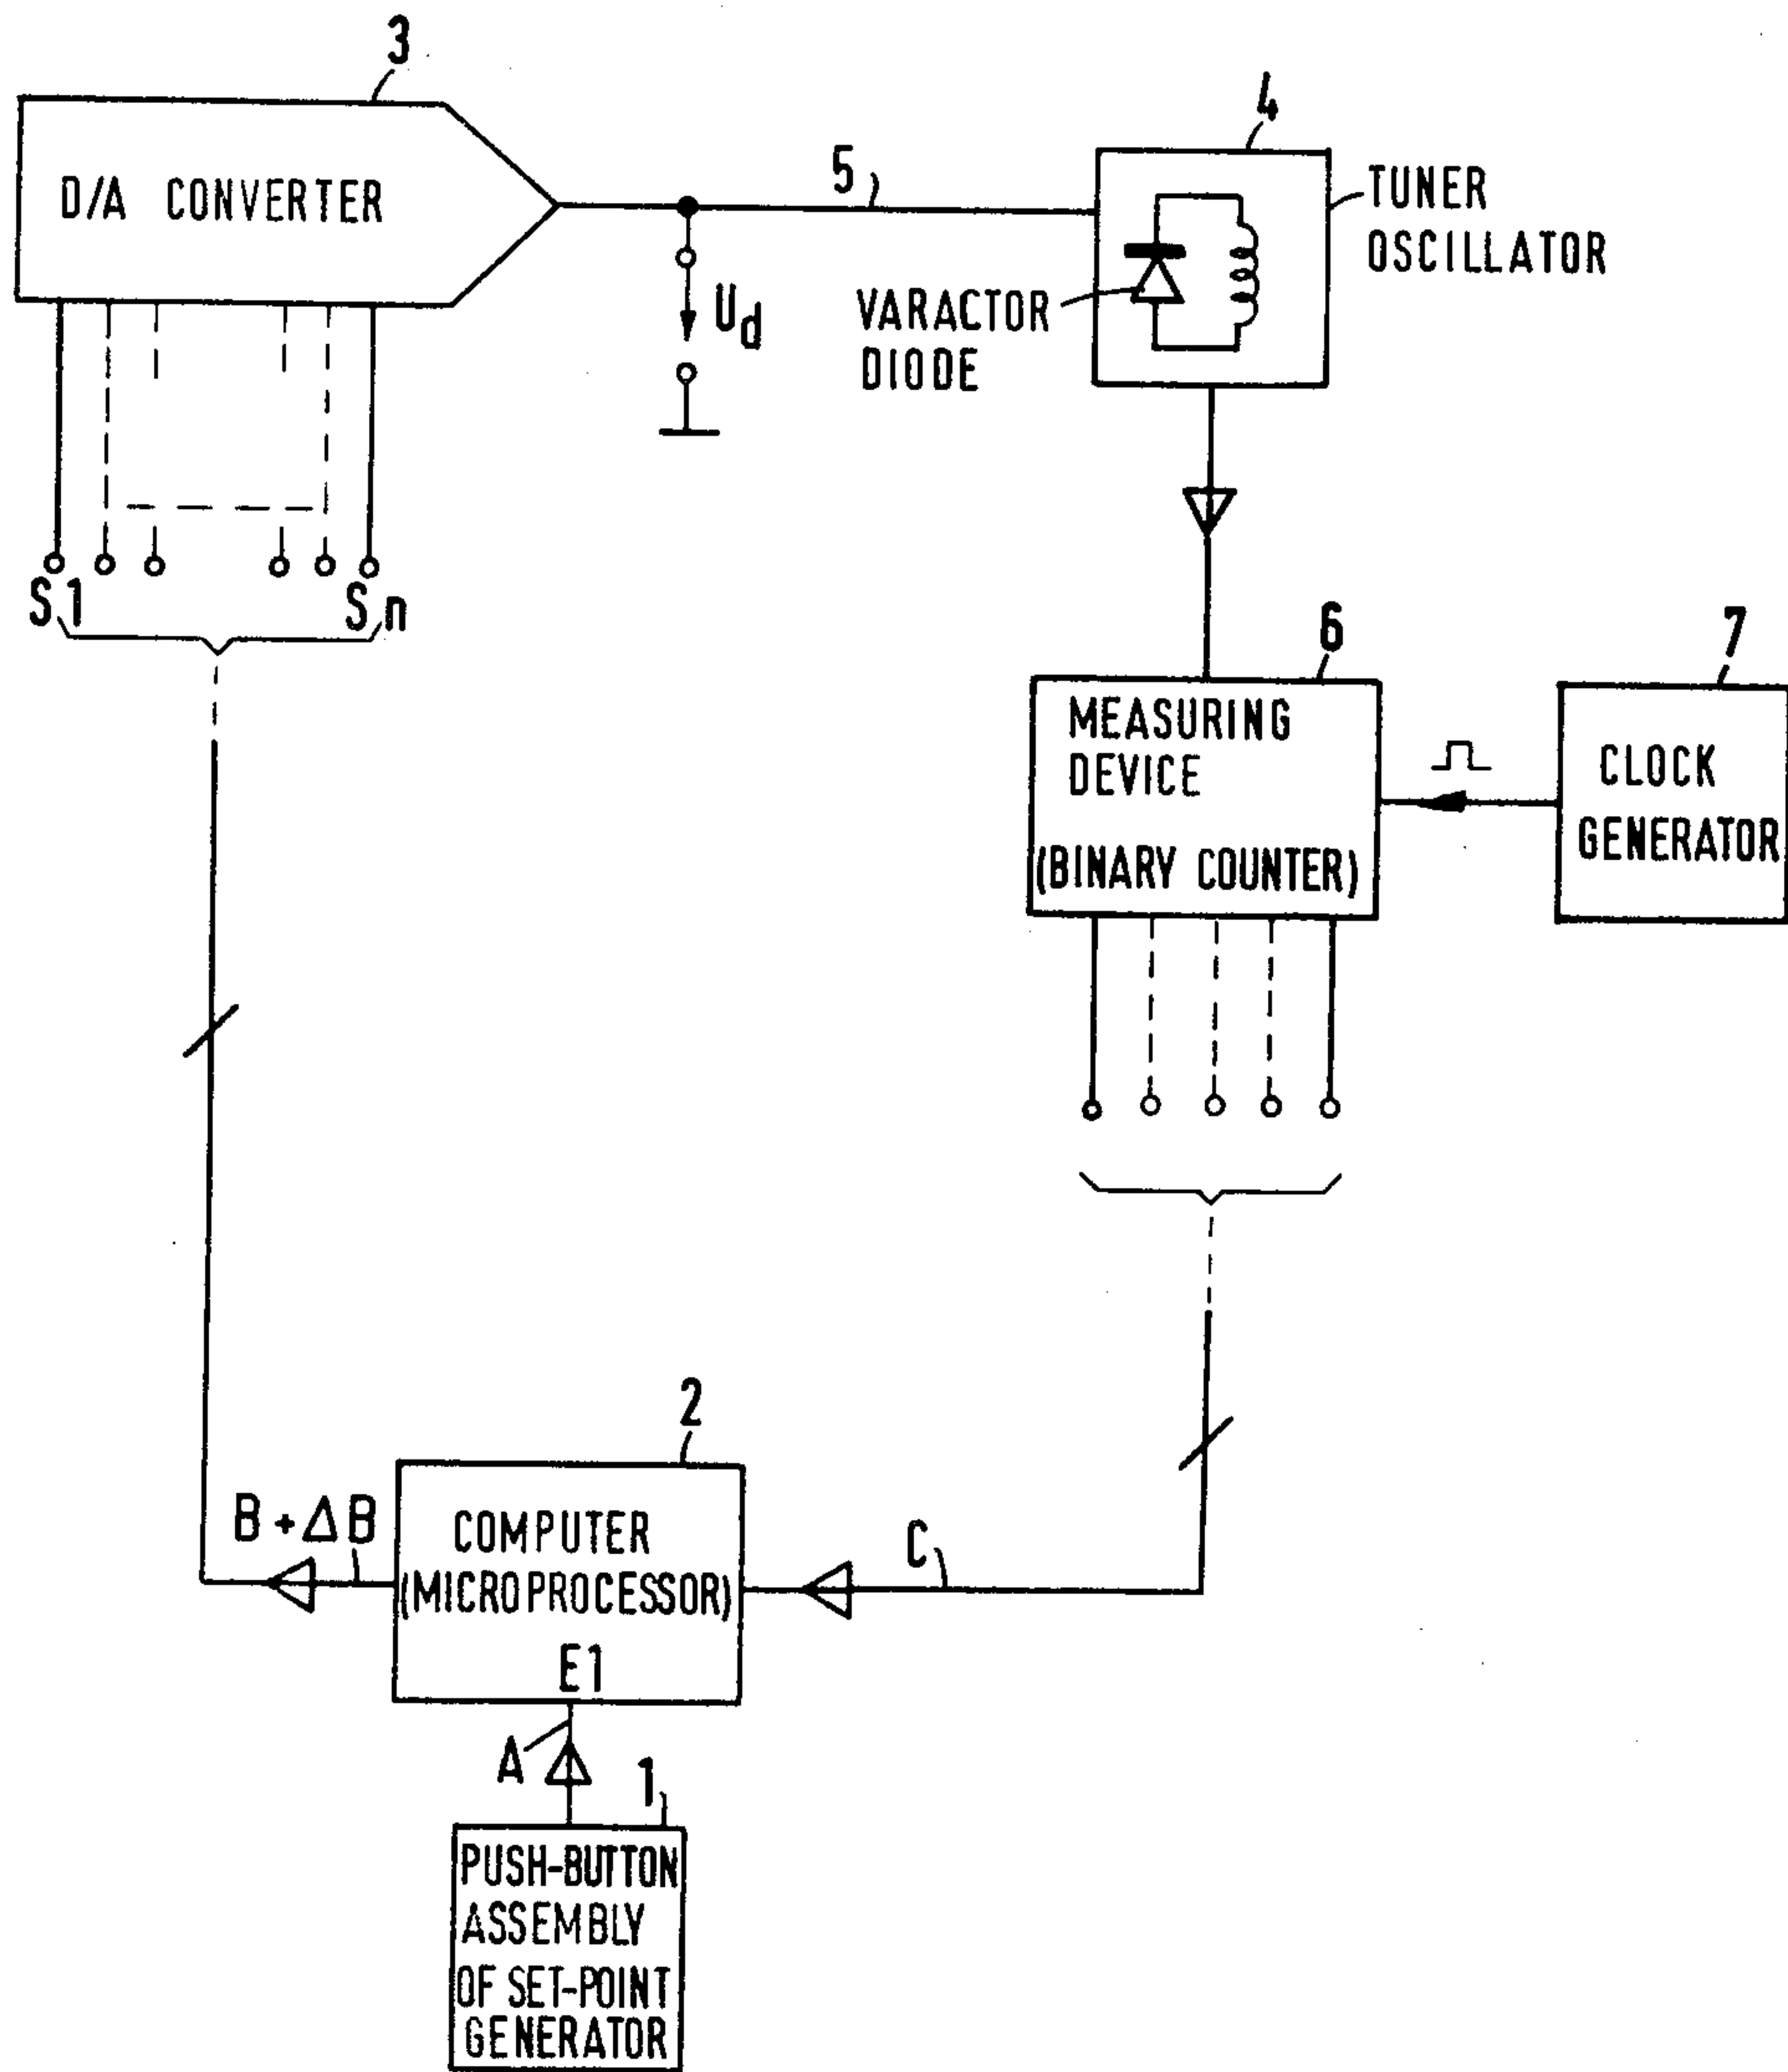 3
D/A CONVERTER
4
5
TUNER
OSCILLATOR
VARACTOR
DIODE
Ud
S1
Sn
6
7
MEASURING
DEVICE
(BINARY COUNTER)
CLOCK
GENERATOR
2
B + ΔB
COMPUTER
(MICROPROCESSOR)
E1
C
A
1
PUSH-BUTTON
ASSEMBLY
OF SET-POINT
GENERATOR